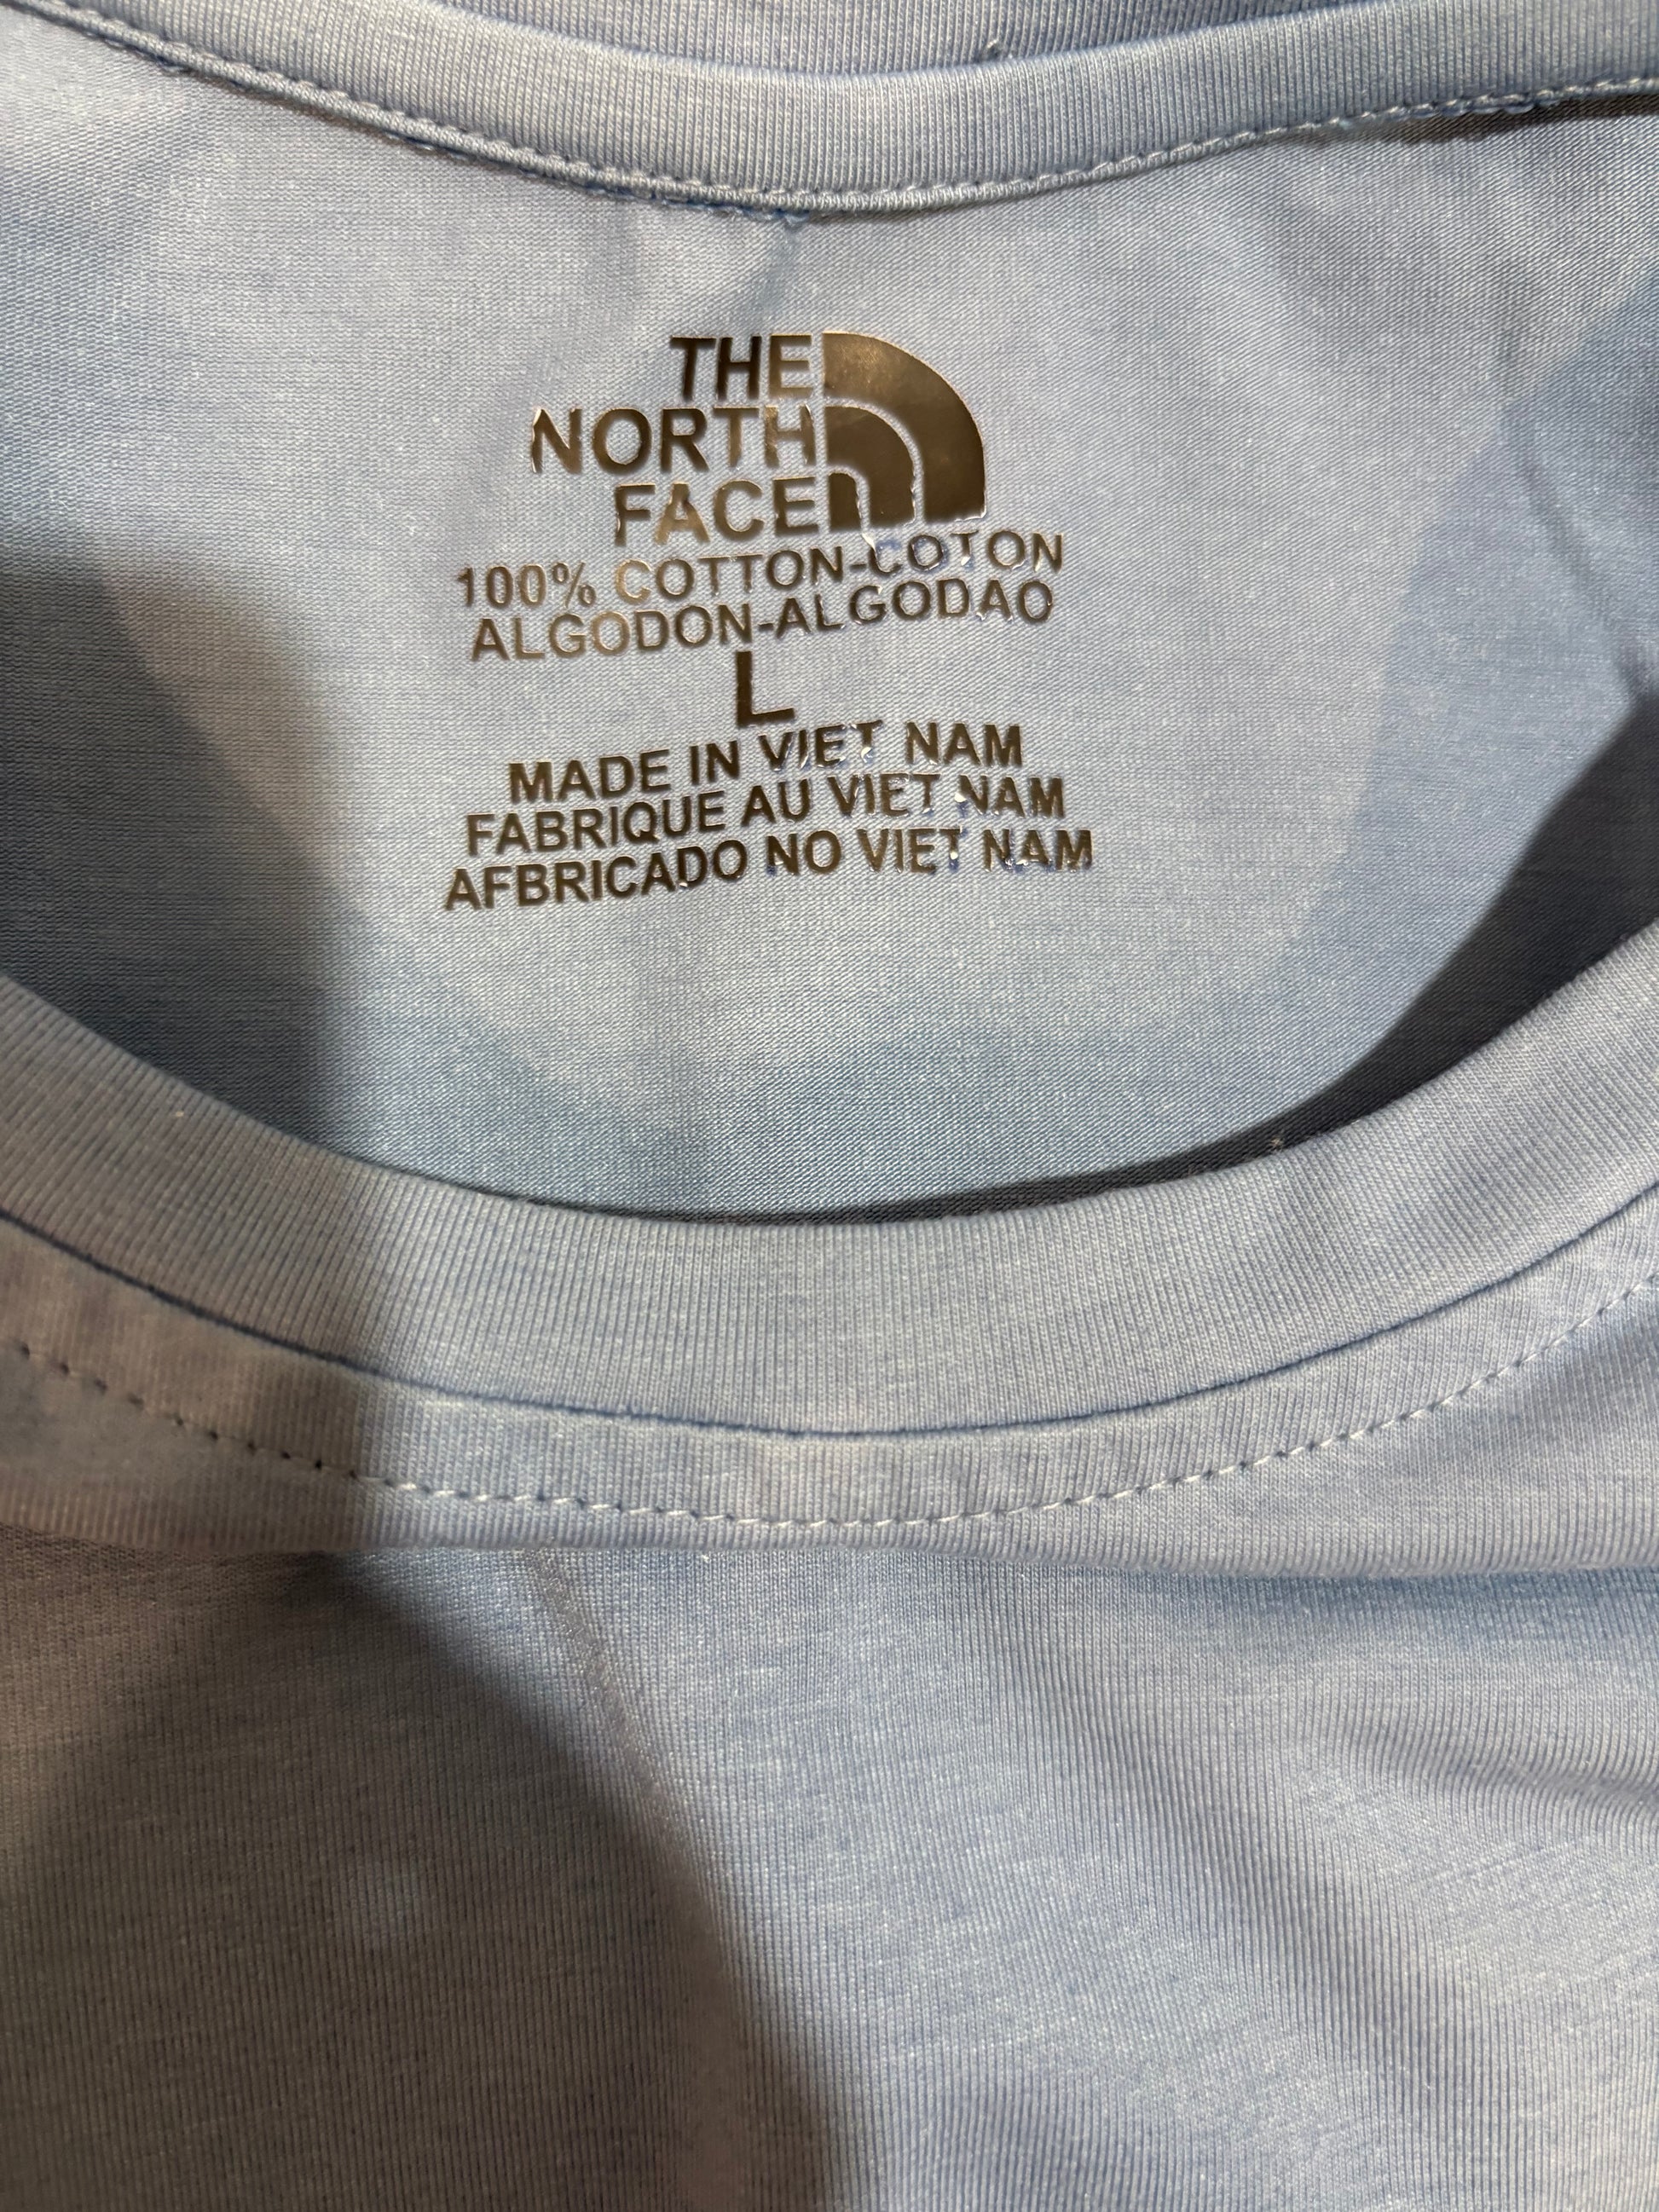 THE
NORTH
FACE
100% COTTON-COTON
ALGODON-ALGODAO
L
MADE IN VIET NAM
FABRIQUE AU VIET NAM
AFBRICADO NO VIET NAM